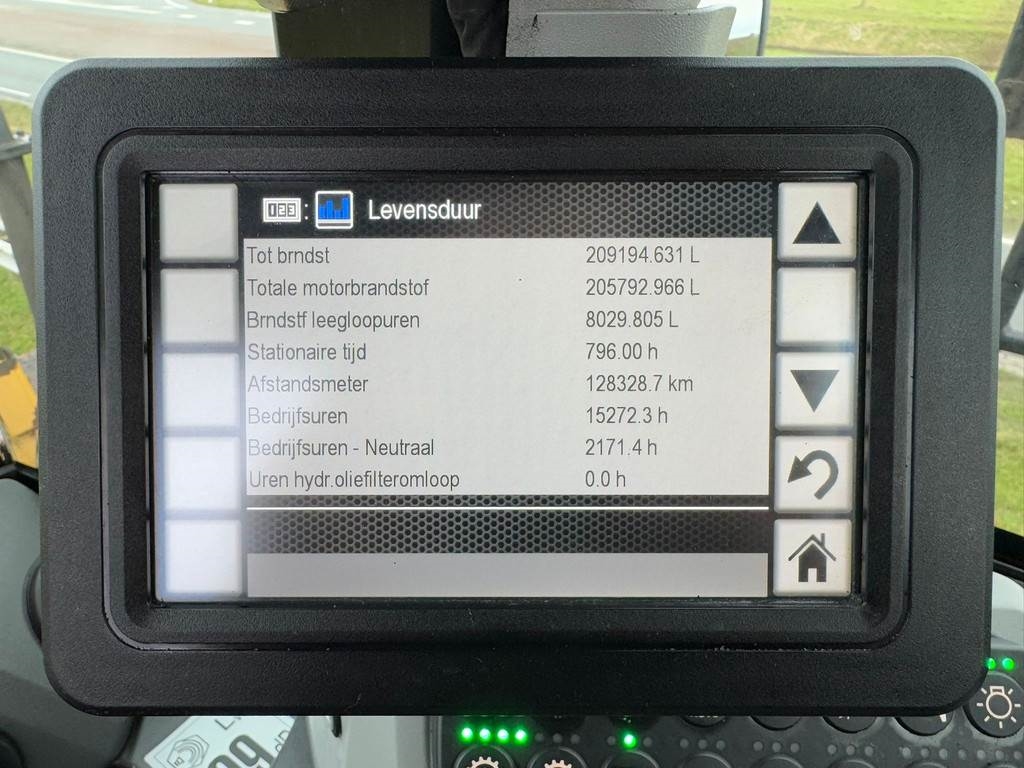 123 : Levensduur
Tot brndst 209194.631 L
Totale motorbrandstof 205792.966 L
Brndstf leegloopuren 8029.805 L
Stationaire tijd 796.00 h
Afstandsmeter 128328.7 km
Bedrijfsuren 15272.3 h
Bedrijfsuren - Neutraal 2171.4 h
Uren hydr.oliefilteromloop 0.0 h